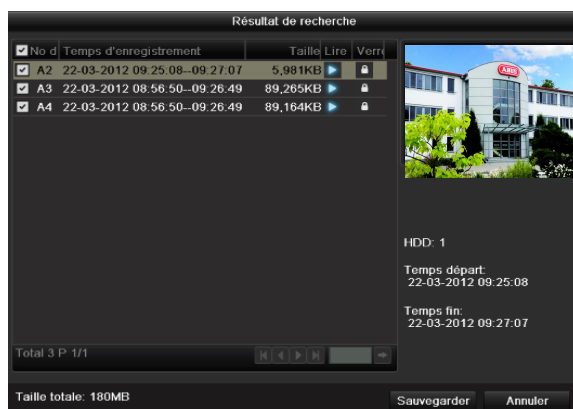 Résultat de recherche
No d Temps d'enregistrement Taille Lire Verr
A2 22-03-2012 09:25:08--09:27:07 5,981KB
A3 22-03-2012 08:56:50--09:26:49 89,265KB
A4 22-03-2012 08:56:50--09:26:49 89,164KB
ABUS
HDD: 1
Temps départ:
22-03-2012 09:25:08
Temps fin:
22-03-2012 09:27:07
Total 3 P 1/1
Taille totale: 180MB
Sauvegarder Annuler